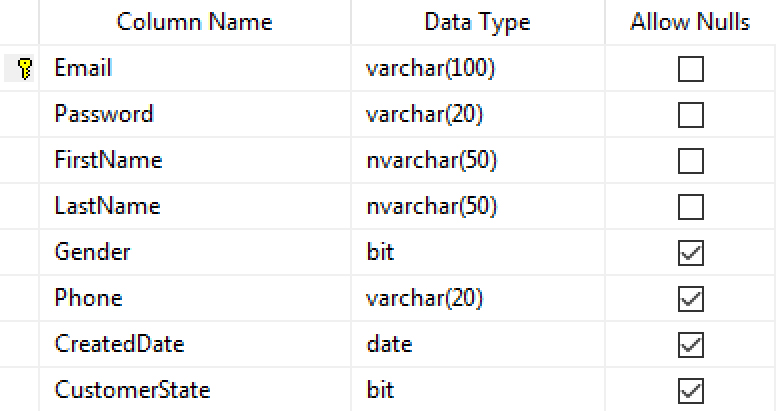 Column Name Data Type Allow Nulls
Email varchar(100)
Password varchar(20)
FirstName nvarchar(50)
LastName nvarchar(50)
Gender bit
Phone varchar(20)
CreatedDate date
CustomerState bit